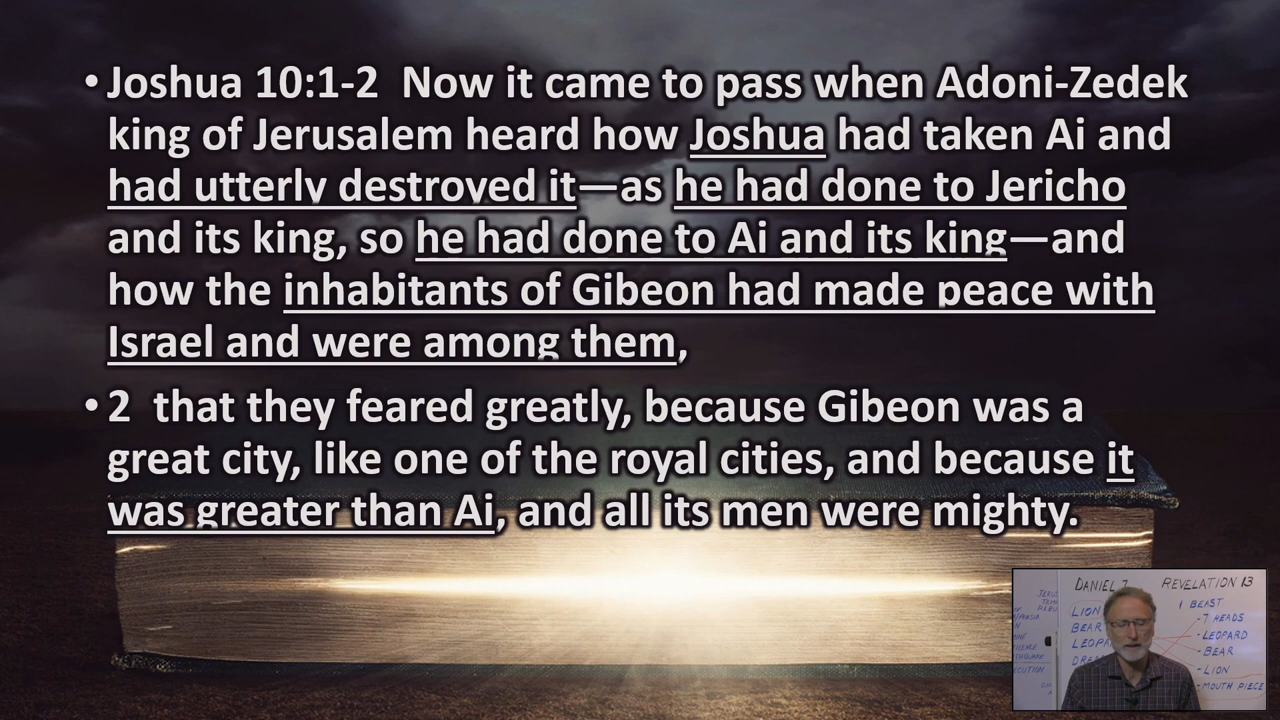 • Joshua 10:1-2  Now it came to pass when Adoni-Zedek
king of Jerusalem heard how Joshua had taken Ai and
had utterly destroyed it—as he had done to Jericho
and its king, so he had done to Ai and its king—and
how the inhabitants of Gibeon had made peace with
Israel and were among them,
• 2  that they feared greatly, because Gibeon was a
great city, like one of the royal cities, and because it
was greater than Ai, and all its men were mighty.
DANIEL 7
LION
BEAR
REVELATION 13
1 BEAST
-7 HEADS
-LEOPARD
-BEAR
-LION
-MOUTH PIECE